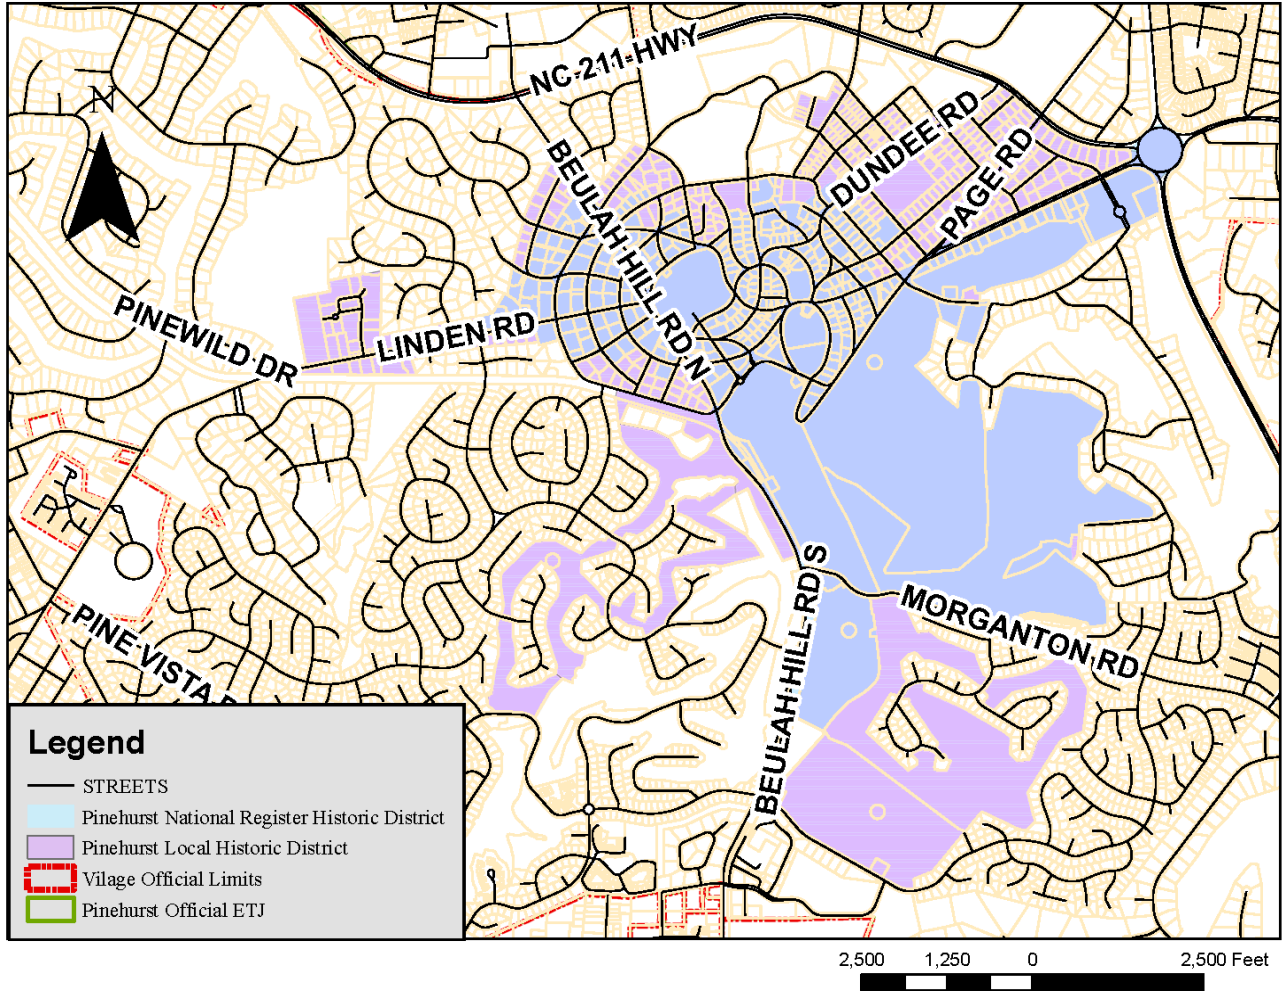 NC 211 HWY
N
BEULAH HILL RD N
DUNDEE RD
PAGE RD
PINEWILD DR
LINDEN RD
BEULAH HILL RD S
MORGANTON RD
PINE VISTA
Legend
STREETS
Pinehurst National Register Historic District
Pinehurst Local Historic District
Vilage Official Limits
Pinehurst Official ETJ
2,500 1,250 0 2,500 Feet